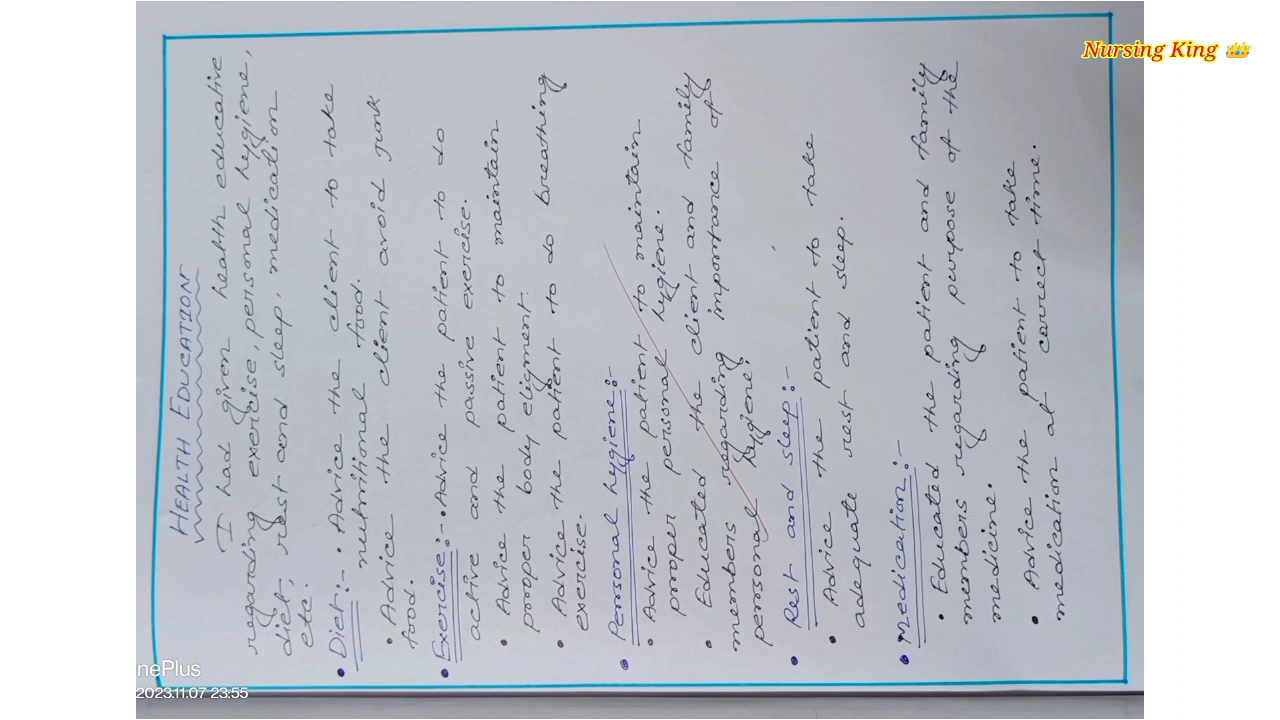 HEALTH EDUCATION
I had given health educative
regarding exercise, personal hygiene,
diet, rest and sleep, medication
etc.
• Diet:- • Advice the client to take
nutritional food.
• Advice the client avoid junk
food.
• Exercise:- • Advice the patient to do
active and passive exercise.
• Advice the patient to maintain
proper body eligment.
• Advice the patient to do breathing
exercise.
• Personal hygiene:-
• Advice the patient to maintain
proper personal hygiene.
• Educated the client and family
members regarding importance of
personal hygiene.
• Rest and sleep:-
• Advice the patient to take
adequate rest and sleep.
• Medication:-
• Educated the patient and family
members regarding purpose of the
medicine.
• Advice the patient to take
medication at correct time.
Nursing King 👑
nePlus
2023.11.07 23:55